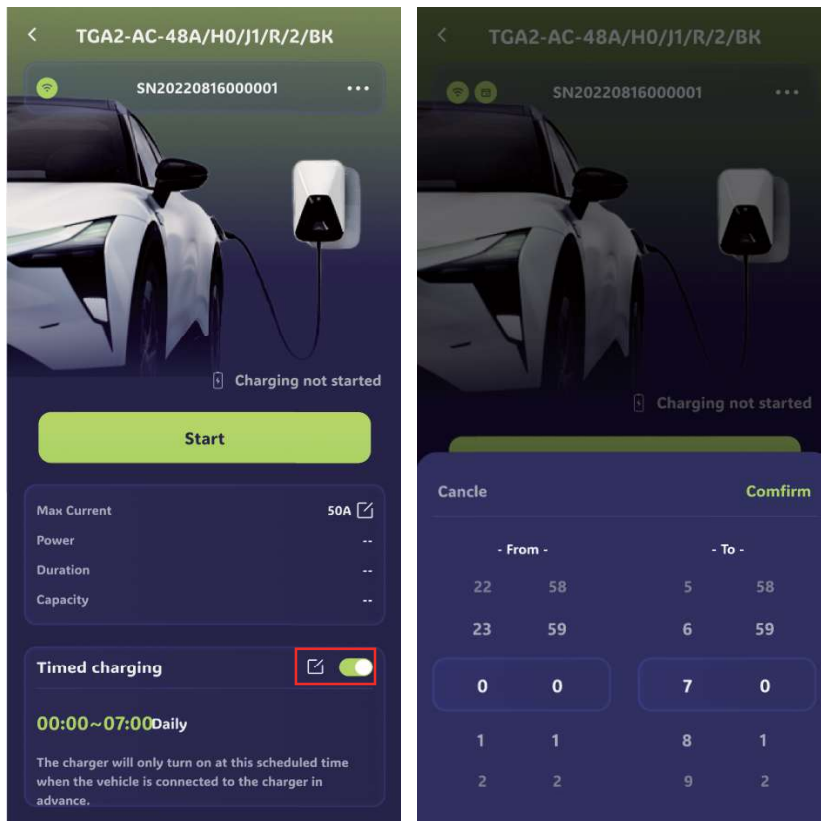 TGA2-AC-48A/H0/J1/R/2/BK
SN20220816000001
Charging not started
Start
Max Current 50A
Power --
Duration --
Capacity --
Timed charging
00:00~07:00Daily
The charger will only turn on at this scheduled time
when the vehicle is connected to the charger in
advance.
TGA2-AC-48A/H0/J1/R/2/BK
SN20220816000001
Charging not started
Cancle Comfirm
- From - - To -
22 58 5 58
23 59 6 59
0 0 7 0
1 1 8 1
2 2 9 2